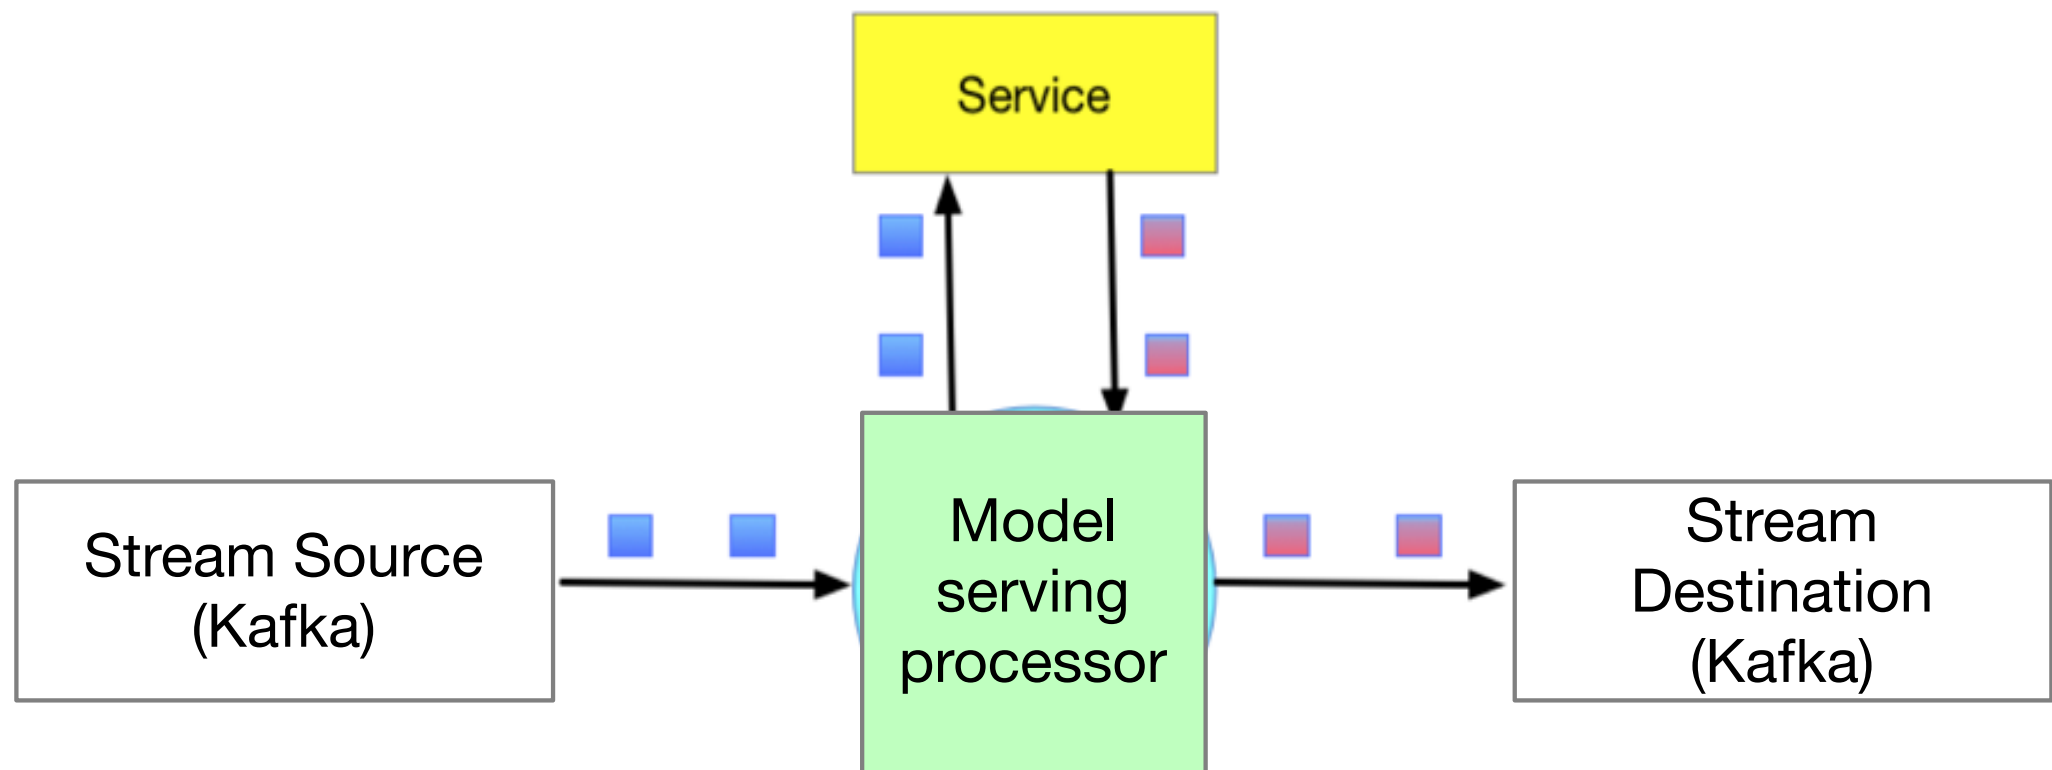 Service
Stream Source
(Kafka)
Model
serving
processor
Stream
Destination
(Kafka)